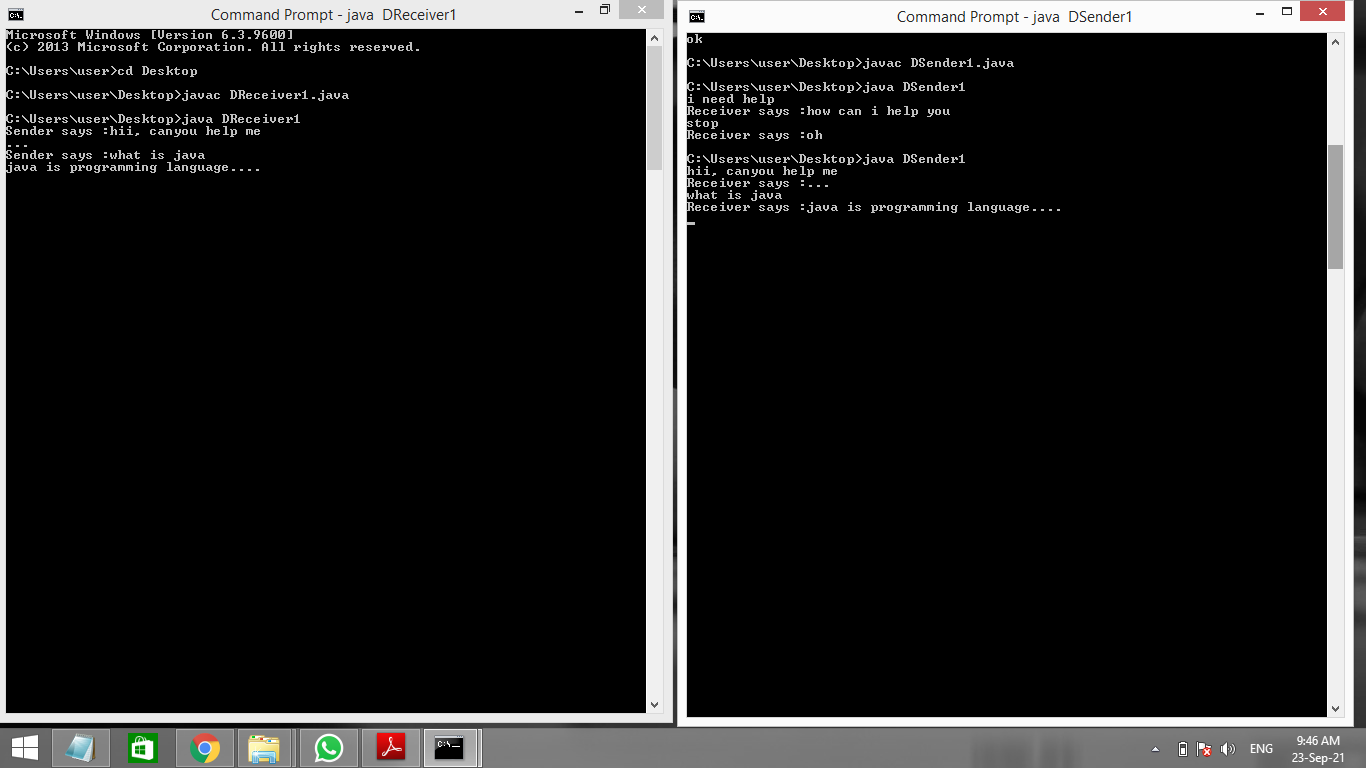 Command Prompt - java  DReceiver1
Microsoft Windows [Version 6.3.9600]
(c) 2013 Microsoft Corporation. All rights reserved.
C:\Users\user>cd Desktop
C:\Users\user\Desktop>javac DReceiver1.java
C:\Users\user\Desktop>java DReceiver1
Sender says :hii, canyou help me
...
Sender says :what is java
java is programming language....
Command Prompt - java  DSender1
ok
C:\Users\user\Desktop>javac DSender1.java
C:\Users\user\Desktop>java DSender1
i need help
Receiver says :how can i help you
stop
Receiver says :oh
C:\Users\user\Desktop>java DSender1
hii, canyou help me
Receiver says :...
what is java
Receiver says :java is programming language....
ENG
9:46 AM
23-Sep-21